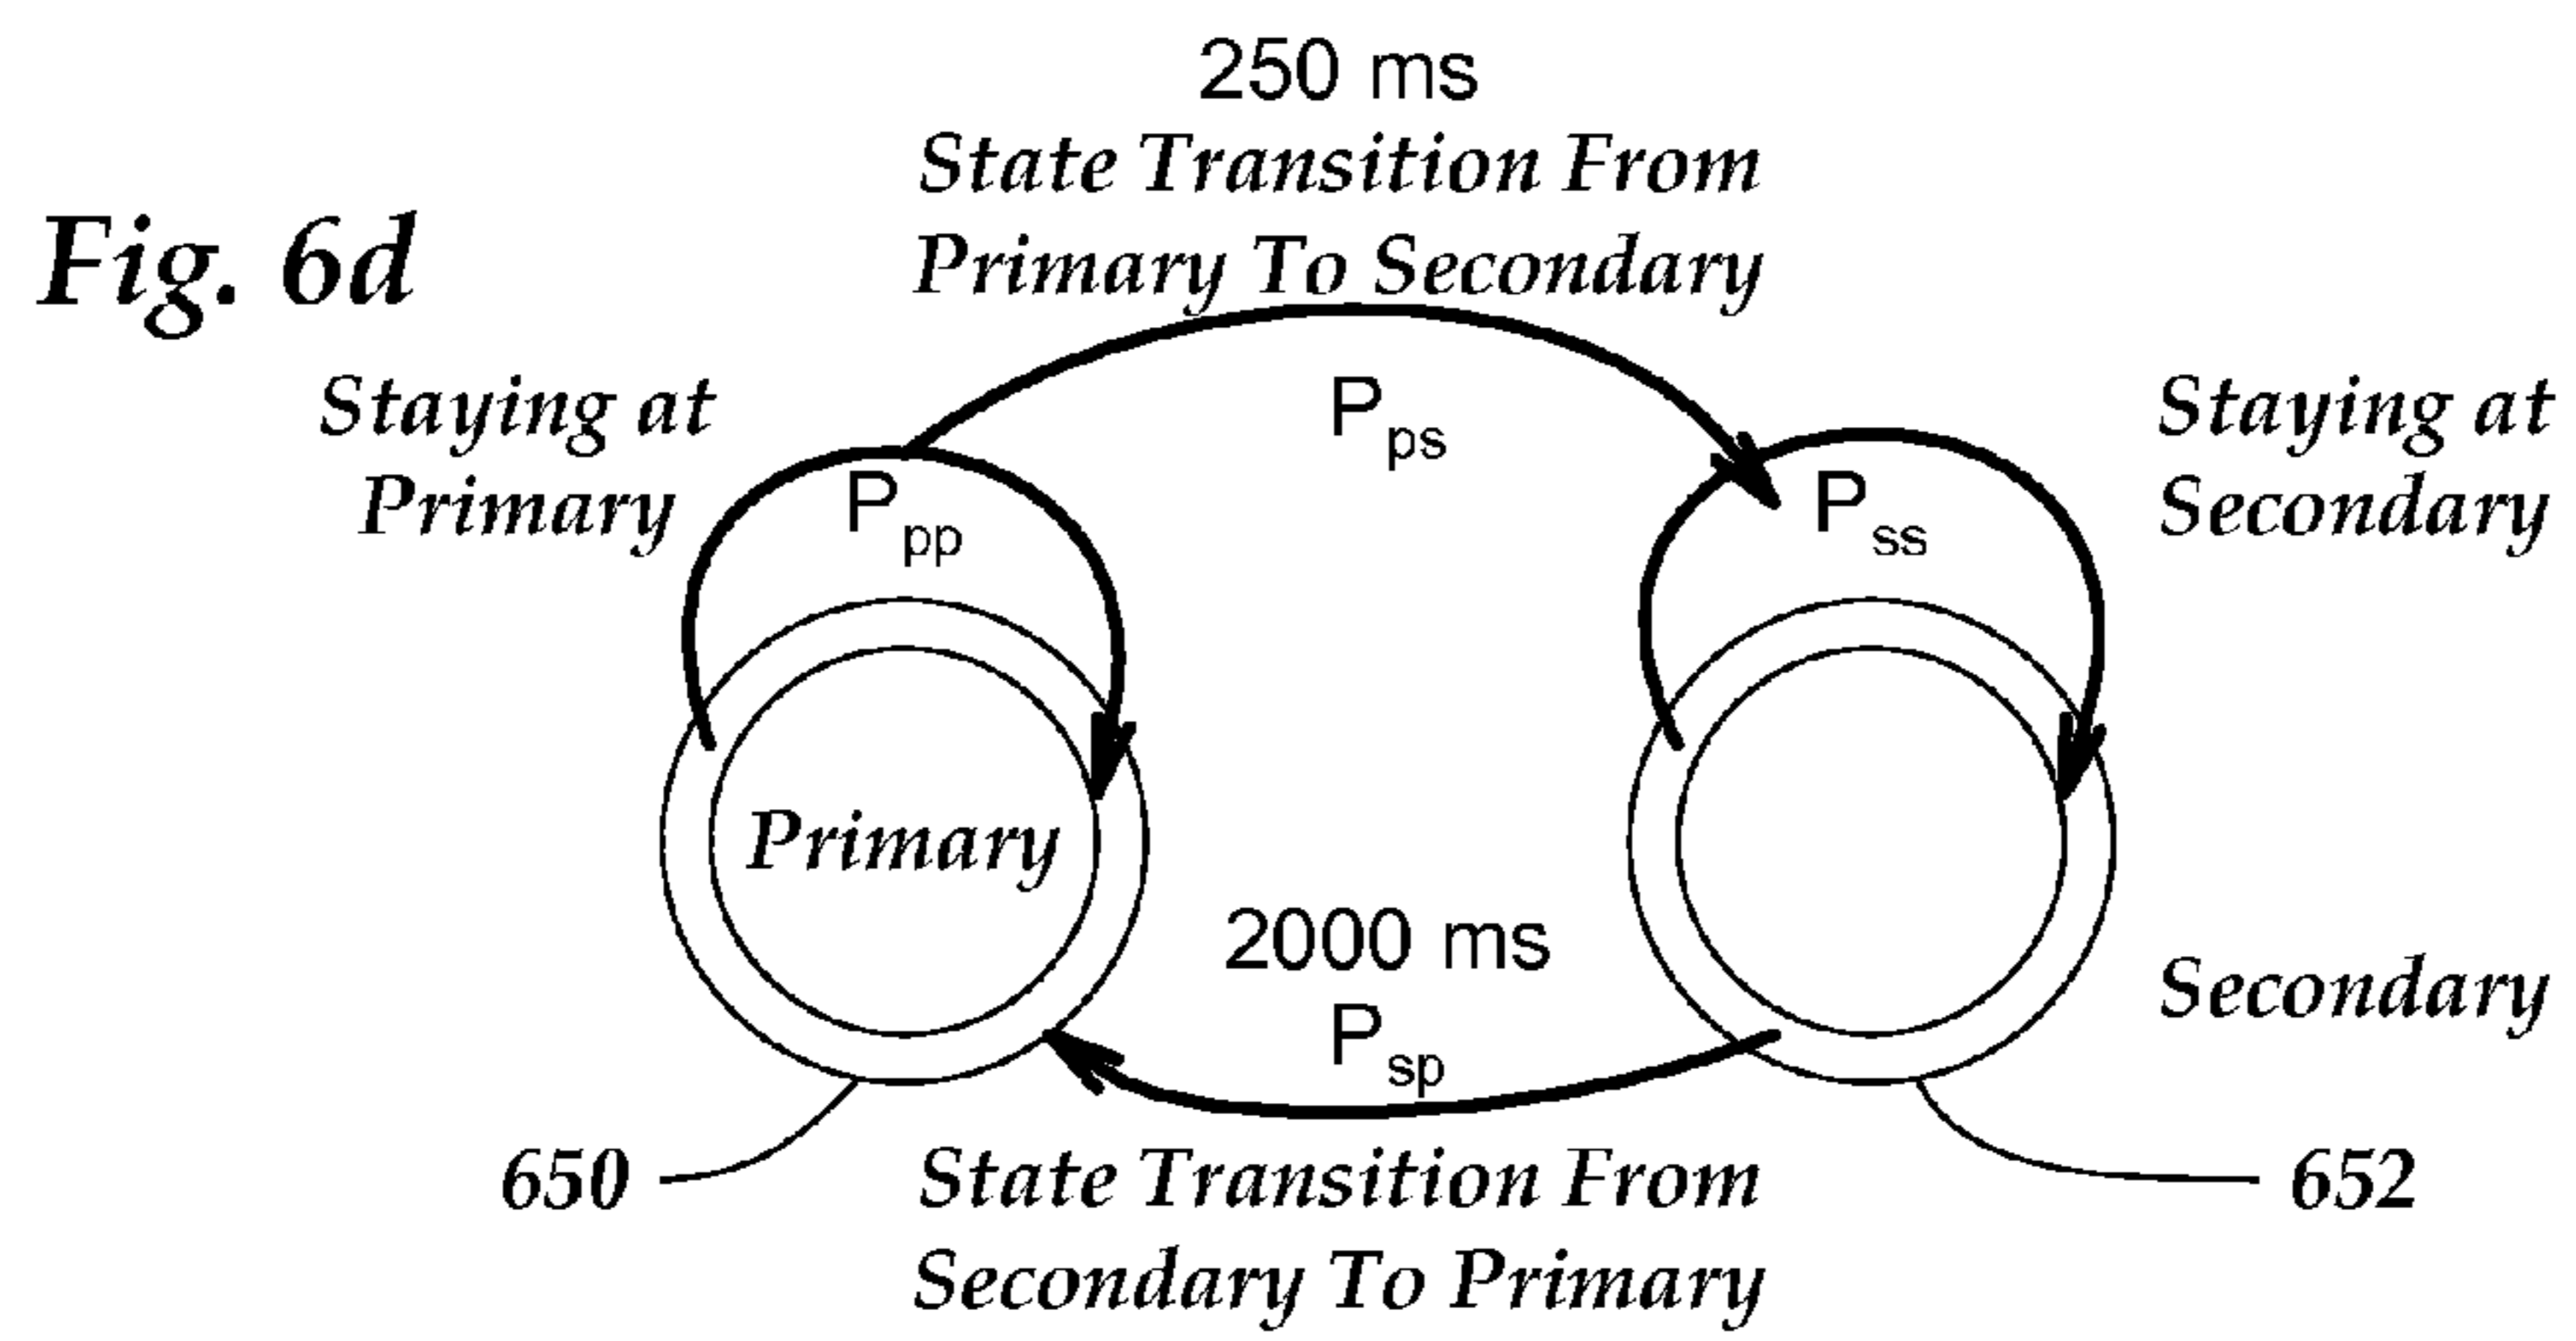 Fig. 6d
250 ms
State Transition From
Primary To Secondary
P_ps
Staying at
Primary
P_pp
P_ss
Staying at
Secondary
Primary
2000 ms
P_sp
Secondary
State Transition From
Secondary To Primary
650
652